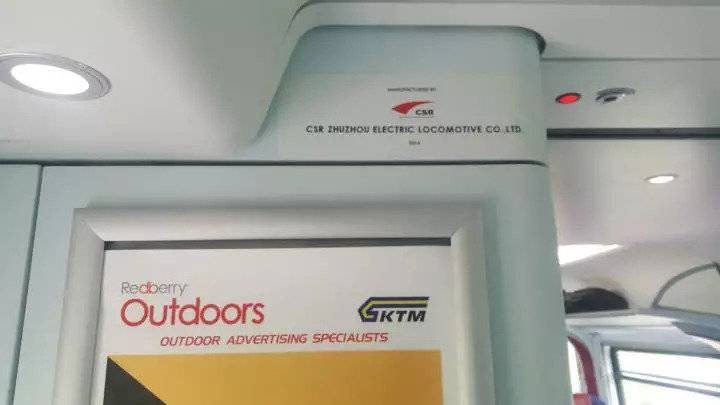 MANUFACTURED BY
CSR
CSR ZHUZHOU ELECTRIC LOCOMOTIVE CO.,LTD.
2014
Redberry
Outdoors
KTM
OUTDOOR ADVERTISING SPECIALISTS